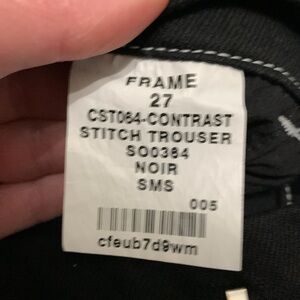 FRAME
27
CST064-CONTRAST
STITCH TROUSER
SO0364
NOIR
SMS
005
cfeub7d9wm